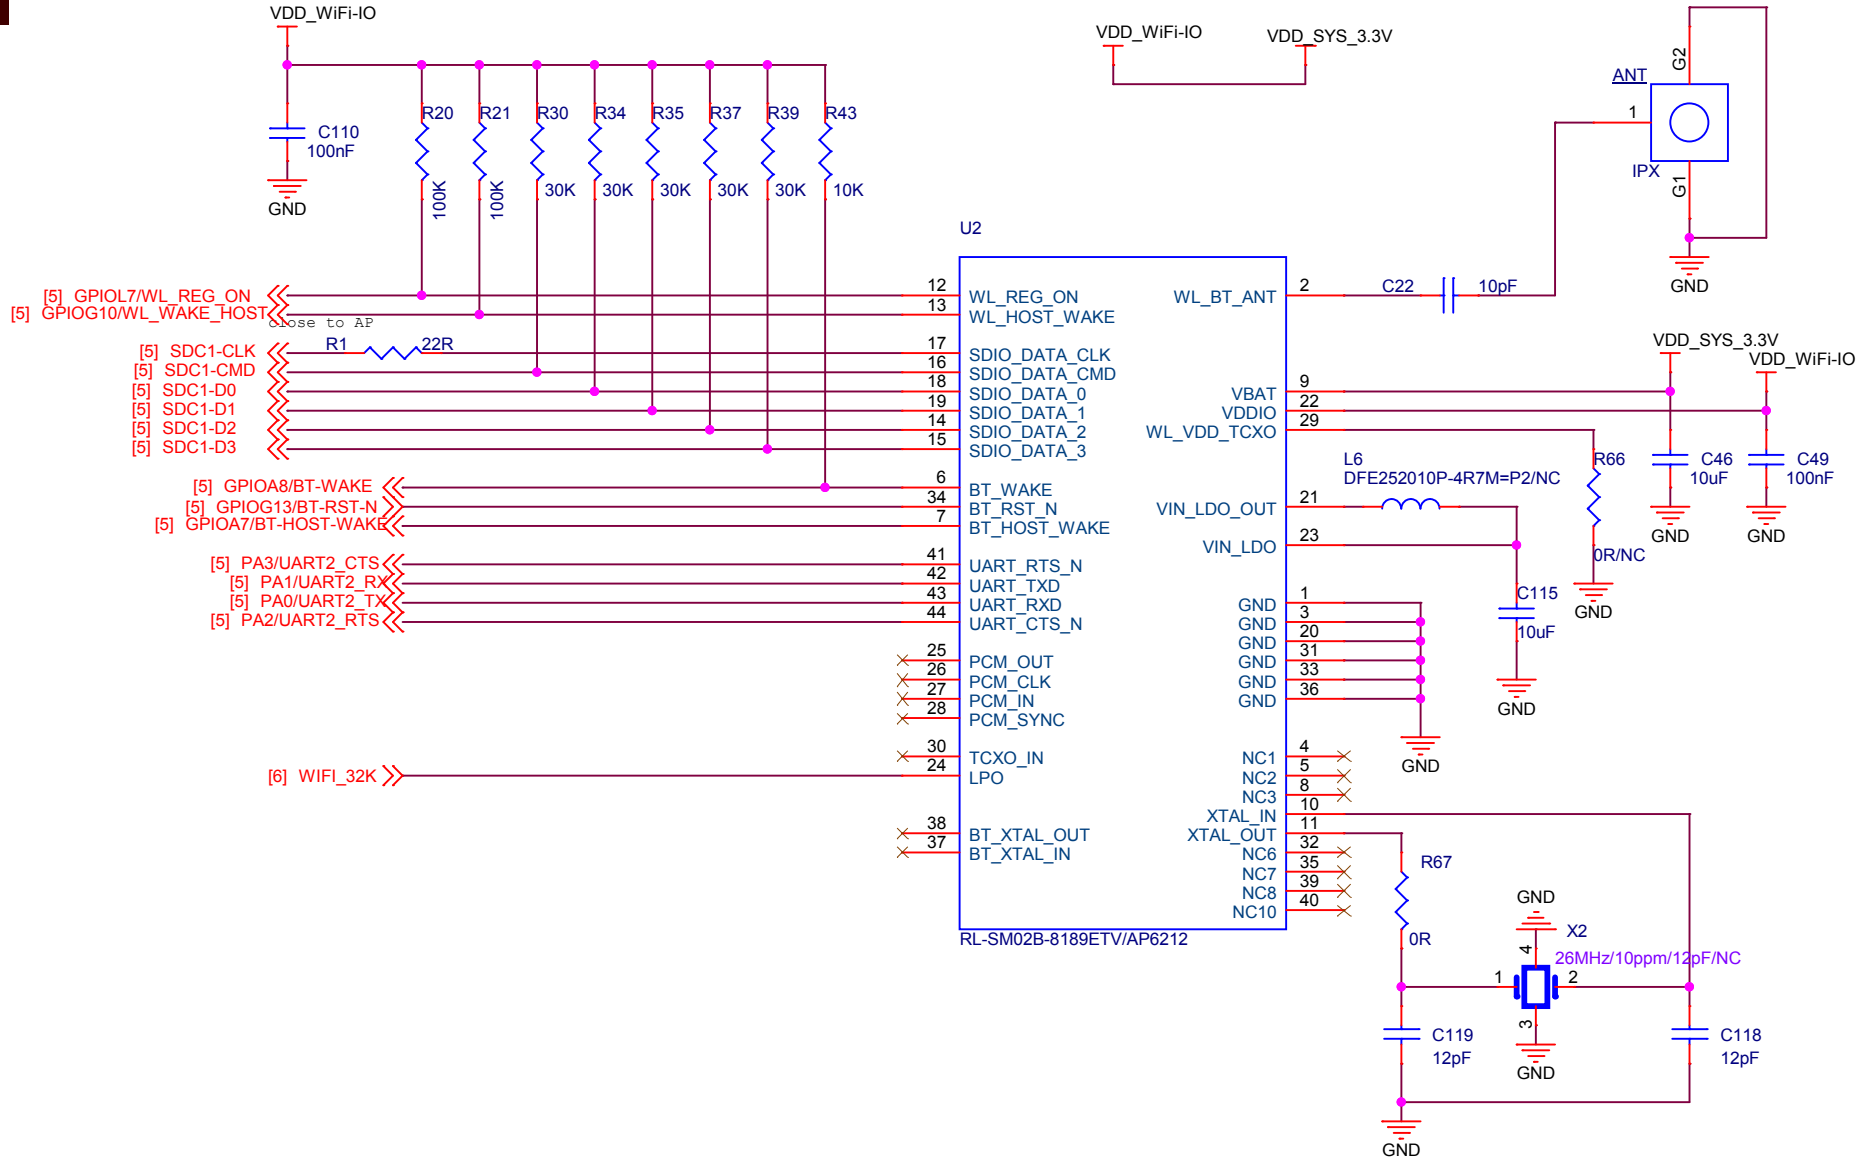 VDD_WiFi-IO
VDD_WiFi-IO
VDD_SYS_3.3V
G2
ANT
1
IPX
G1
GND
C110
100nF
GND
R20
R21
R30
R34
R35
R37
R39
R43
100K
100K
30K
30K
30K
30K
30K
10K
U2
[5] GPIOL7/WL_REG_ON
[5] GPIOG10/WL_WAKE_HOST
close to AP
[5] SDC1-CLK
R1
22R
[5] SDC1-CMD
[5] SDC1-D0
[5] SDC1-D1
[5] SDC1-D2
[5] SDC1-D3
[5] GPIOA8/BT-WAKE
[5] GPIOG13/BT-RST-N
[5] GPIOA7/BT-HOST-WAKE
[5] PA3/UART2_CTS
[5] PA1/UART2_RX
[5] PA0/UART2_TX
[5] PA2/UART2_RTS
[6] WIFI_32K
12 WL_REG_ON
13 WL_HOST_WAKE
17 SDIO_DATA_CLK
16 SDIO_DATA_CMD
18 SDIO_DATA_0
19 SDIO_DATA_1
14 SDIO_DATA_2
15 SDIO_DATA_3
6 BT_WAKE
34 BT_RST_N
7 BT_HOST_WAKE
41 UART_RTS_N
42 UART_TXD
43 UART_RXD
44 UART_CTS_N
25 PCM_OUT
26 PCM_CLK
27 PCM_IN
28 PCM_SYNC
30 TCXO_IN
24 LPO
38 BT_XTAL_OUT
37 BT_XTAL_IN
WL_BT_ANT 2
VBAT 9
VDDIO 22
WL_VDD_TCXO 29
VIN_LDO_OUT 21
VIN_LDO 23
GND 1
GND 3
GND 20
GND 31
GND 33
GND 36
NC1 4
NC2 5
NC3 8
XTAL_IN 10
XTAL_OUT 11
NC6 32
NC7 35
NC8 39
NC10 40
RL-SM02B-8189ETV/AP6212
C22
10pF
VDD_SYS_3.3V
VDD_WiFi-IO
L6
DFE252010P-4R7M=P2/NC
R66
0R/NC
GND
C46
10uF
GND
C49
100nF
GND
C115
10uF
GND
GND
R67
0R
GND
X2
26MHz/10ppm/12pF/NC
4
1
2
3
GND
C119
12pF
C118
12pF
GND